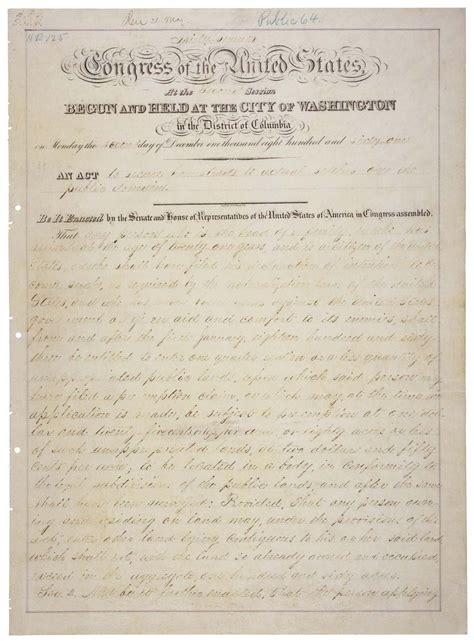 Public 64.
Congress of the United States,
At the Second Session
BEGUN AND HELD AT THE CITY OF WASHINGTON
in the District of Columbia
on Monday the second day of December one thousand eight hundred and sixty-one
AN ACT to secure homesteads to actual settlers on the
public domain.
Be It Enacted by the Senate and House of Representatives of the United States of America in Congress assembled,
That any person who is the head of a family, or who has
arrived at the age of twenty one years, and is a citizen of the United
States, or who shall have filed his declaration of intention to be-
come such, as required by the naturalization laws of the United
States, and who has never borne arms against the United States
government or given aid and comfort to its enemies, shall
from and after the first January, eighteen hundred and sixty
three be entitled to enter one quarter section or a less quantity of
unappropriated public lands, upon which said person may
have filed a preemption claim, or which may, at the time the
application is made, be subject to preemption at one dol-
lar and twenty five cents, or less, per acre; or eighty acres or less
of such unappropriated lands, at two dollars and fifty
cents per acre; to be located in a body, in conformity to
the legal subdivisions of the public lands, and after the same
shall have been surveyed: Provided, That any person own-
ing and residing on land may, under the provisions of this
act, enter other land lying contiguous to his or her said land,
which shall not, with the land so already owned and occupied,
exceed in the aggregate one hundred and sixty acres.
Sec. 2. And be it further enacted, That the person applying